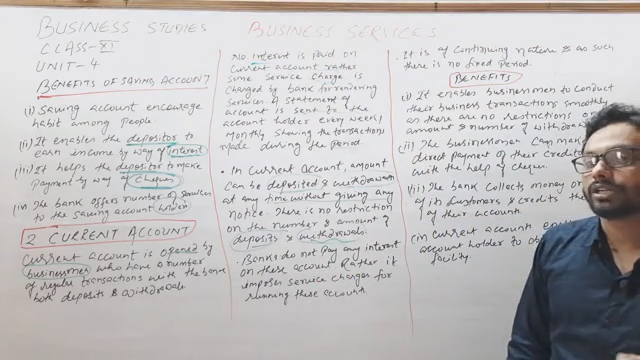 BUSINESS STUDIES
CLASS-XI
UNIT-4
BENEFITS OF SAVING ACCOUNT
(i) Saving account encourage
habit among people.
(ii) It enables the depositor to
earn income by way of interest
(iii) It helps the depositor to make
Payment by way of Cheques
(iv The bank offers number of services
to the saving account holder
2 CURRENT ACCOUNT
Current account is opened by
businessmen who have a number
of regular transactions with the bank
both deposits & withdrawals
BUSINESS SERVICES
No. Interest is paid on
Current account rather
Some Service Charge is
Charged by bank for rendering
Services. A statement of
account is sent to the
account holder every week/
Monthly showing the transactions
made during the Period.
• In Current Account, amount
Can be deposited & withdrawn
at any time without giving any
notice. There is no restriction
on the number & amount of
deposits & withdrawals.
• Banks do not Pay any interest
on these account. Rather it
imposes service charges for
running these account.
. It is of Continuing nature & as such
there is no fixed Period.
BENEFITS
(i) It enables businessmen to conduct
their business transactions smoothly
as there are no restrictions on
amount & number of
(ii) The businessmen Can make
direct payment of their
with the help of cheque.
(iii) The bank collects money on
of its Customers & credits the
of their account.
(iv Current account
account holder to
facility.